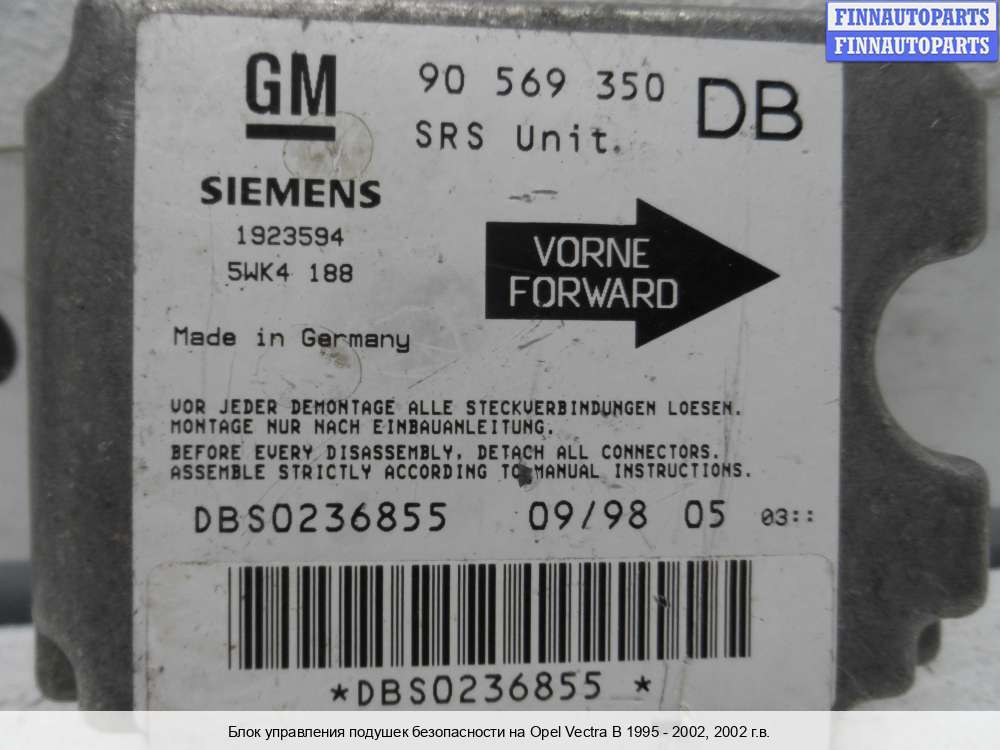 FINNAUTOPARTS
FINNAUTOPARTS
GM
90 569 350
DB
SRS Unit.
SIEMENS
1923594
5WK4 188
VORNE
FORWARD
Made in Germany
VOR JEDER DEMONTAGE ALLE STECKVERBINDUNGEN LOESEN.
MONTAGE NUR NACH EINBAUANLEITUNG.
BEFORE EVERY DISASSEMBLY, DETACH ALL CONNECTORS.
ASSEMBLE STRICTLY ACCORDING TO MANUAL INSTRUCTIONS.
DBS0236855 09/98 05 03::
*DBS0236855 *
Блок управления подушек безопасности на Opel Vectra B 1995 - 2002, 2002 г.в.